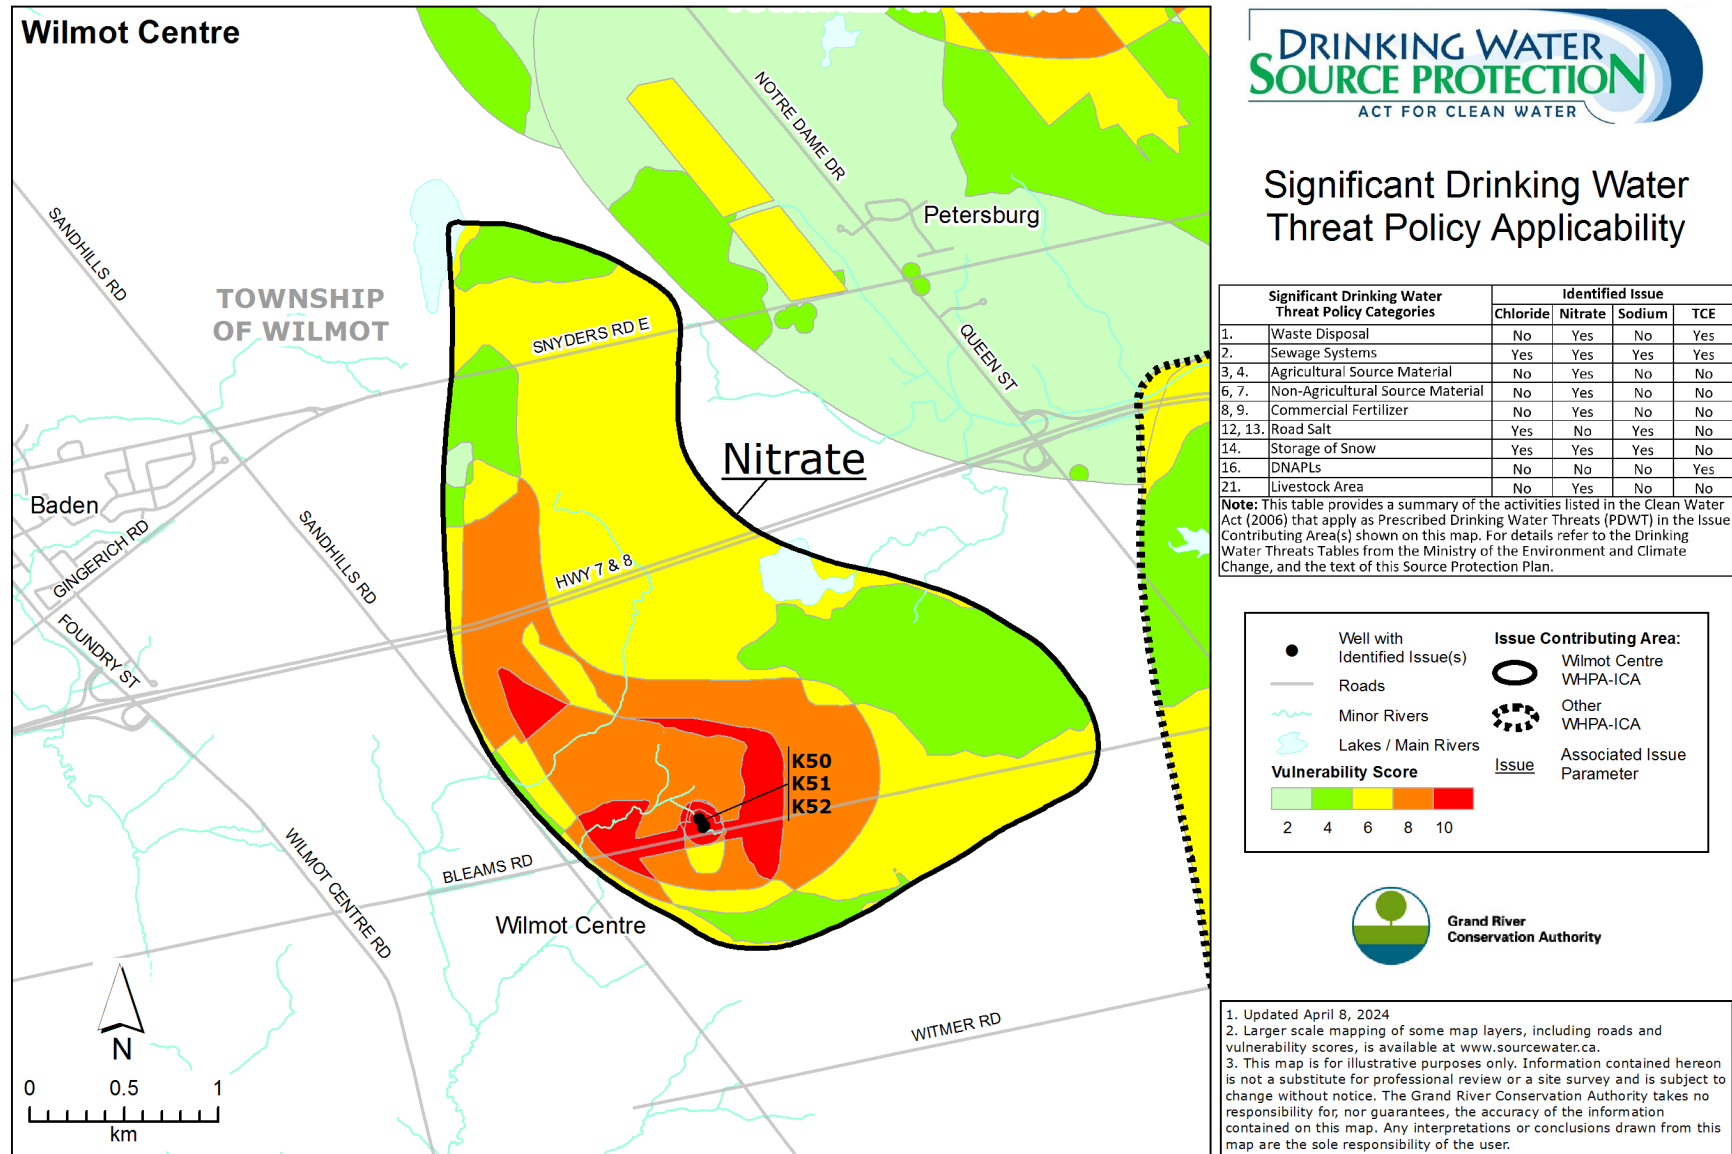 Wilmot Centre
DRINKING WATER
SOURCE PROTECTION
ACT FOR CLEAN WATER
Significant Drinking Water
Threat Policy Applicability
NOTRE DAME DR
Petersburg
SANDHILLS RD
TOWNSHIP
OF WILMOT
SNYDERS RD E
QUEEN ST
Nitrate
Baden
GINGERICH RD
SANDHILLS RD
HWY 7 & 8
FOUNDRY ST
K50
K51
K52
BLEAMS RD
WILMOT CENTRE RD
Wilmot Centre
WITMER RD
N
0 0.5 1
km
Significant Drinking Water Threat Policy Categories Identified Issue
Chloride Nitrate Sodium TCE
1. Waste Disposal No Yes No Yes
2. Sewage Systems Yes Yes Yes Yes
3, 4. Agricultural Source Material No Yes No No
6, 7. Non-Agricultural Source Material No Yes No No
8, 9. Commercial Fertilizer No Yes No No
12, 13. Road Salt Yes No Yes No
14. Storage of Snow Yes Yes Yes No
16. DNAPLs No No No Yes
21. Livestock Area No Yes No No
Note: This table provides a summary of the activities listed in the Clean Water
Act (2006) that apply as Prescribed Drinking Water Threats (PDWT) in the Issue
Contributing Area(s) shown on this map. For details refer to the Drinking
Water Threats Tables from the Ministry of the Environment and Climate
Change, and the text of this Source Protection Plan.
Well with
Identified Issue(s)
Roads
Minor Rivers
Lakes / Main Rivers
Issue Contributing Area:
Wilmot Centre
WHPA-ICA
Other
WHPA-ICA
Issue
Associated Issue
Parameter
Vulnerability Score
2 4 6 8 10
Grand River
Conservation Authority
1. Updated April 8, 2024
2. Larger scale mapping of some map layers, including roads and
vulnerability scores, is available at www.sourcewater.ca.
3. This map is for illustrative purposes only. Information contained hereon
is not a substitute for professional review or a site survey and is subject to
change without notice. The Grand River Conservation Authority takes no
responsibility for, nor guarantees, the accuracy of the information
contained on this map. Any interpretations or conclusions drawn from this
map are the sole responsibility of the user.